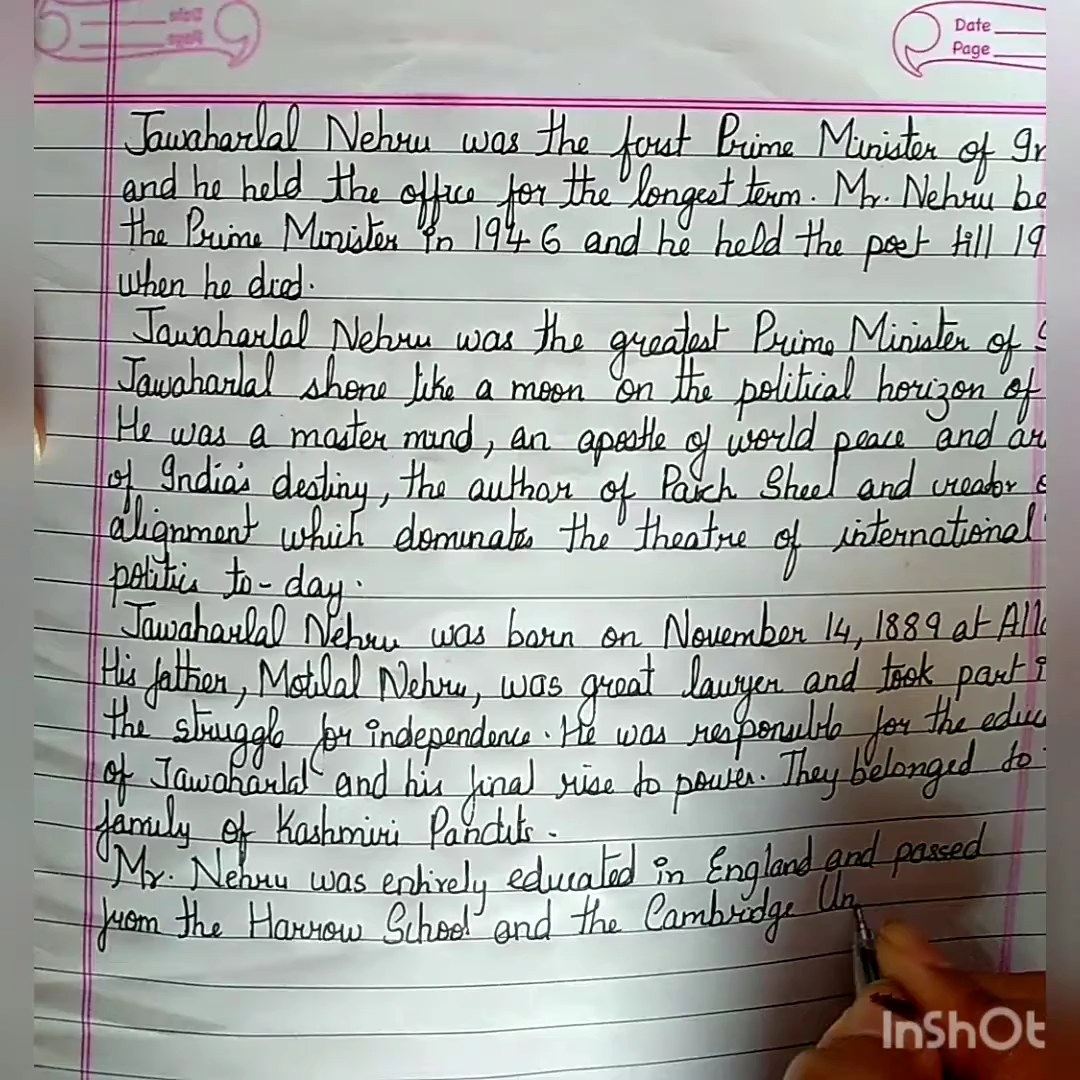 Date
Page
Jawaharlal Nehru was the first Prime Minister of In
and he held the office for the longest term. Mr. Nehru be
the Prime Minister in 1946 and he held the post till 19
when he died.
Jawaharlal Nehru was the greatest Prime Minister of
Jawaharlal shone like a moon on the political horizon of
He was a master mind, an apostle of world peace and ar
of India's destiny, the author of Panch Sheel and creator o
alignment which dominates the theatre of international
politics to-day.
Jawaharlal Nehru was born on November 14, 1889 at Alla
His father, Motilal Nehru, was great lawyer and took part i
the struggle for independence. He was responsible for the educ
of Jawaharlal and his final rise to power. They belonged to
family of Kashmiri Pandits.
Mr. Nehru was entirely educated in England and passed
from the Harrow School and the Cambridge Un
InShOt